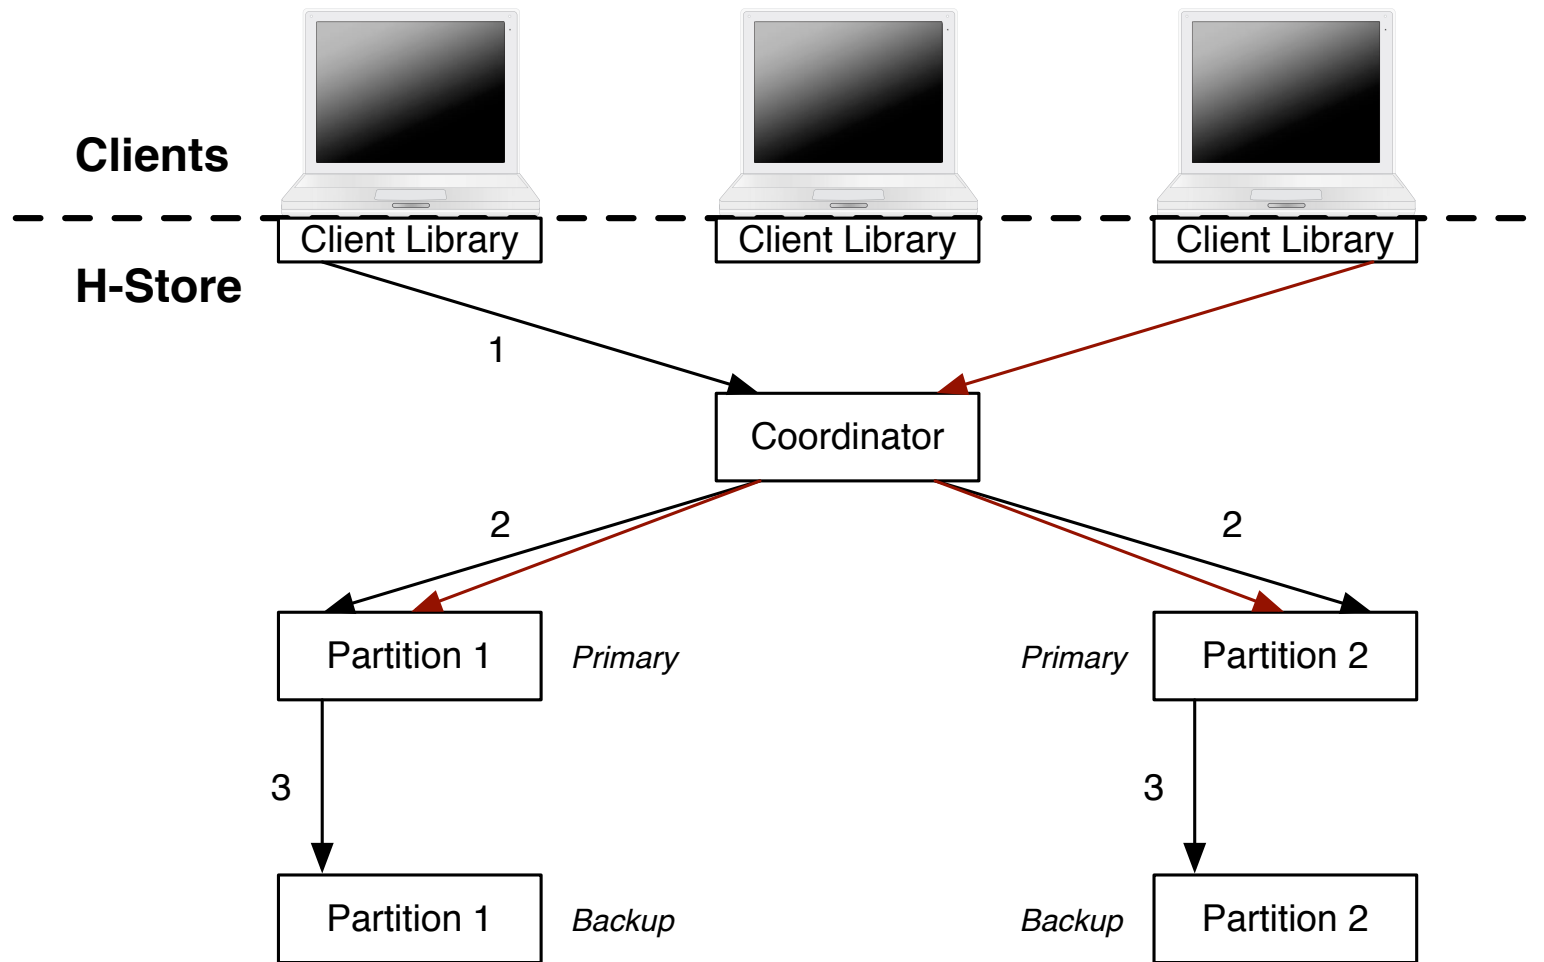 Clients
Client Library
Client Library
Client Library
H-Store
1
Coordinator
2
2
Partition 1
Primary
Primary
Partition 2
3
3
Partition 1
Backup
Backup
Partition 2